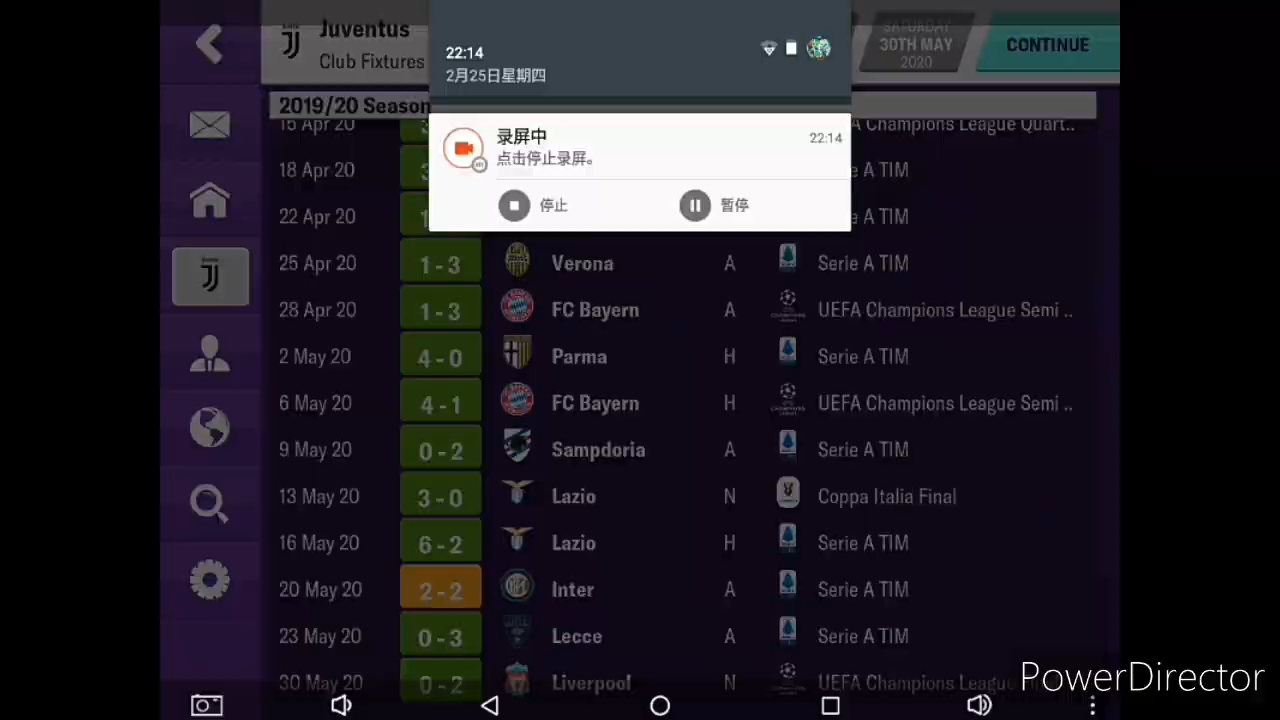 Juventus
Club Fixtures
22:14
2月25日星期四
SATURDAY
30TH MAY
2020
CONTINUE
2019/20 Season
录屏中
22:14
点击停止录屏。
停止
暂停
15 Apr 20 A Champions League Quart..
18 Apr 20 e A TIM
22 Apr 20 1 e A TIM
25 Apr 20 1 - 3 Verona A Serie A TIM
28 Apr 20 1 - 3 FC Bayern A UEFA Champions League Semi ..
2 May 20 4 - 0 Parma H Serie A TIM
6 May 20 4 - 1 FC Bayern H UEFA Champions League Semi ..
9 May 20 0 - 2 Sampdoria A Serie A TIM
13 May 20 3 - 0 Lazio N Coppa Italia Final
16 May 20 6 - 2 Lazio H Serie A TIM
20 May 20 2 - 2 Inter A Serie A TIM
23 May 20 0 - 3 Lecce A Serie A TIM
30 May 20 0 - 2 Liverpool N UEFA Champions League
PowerDirector